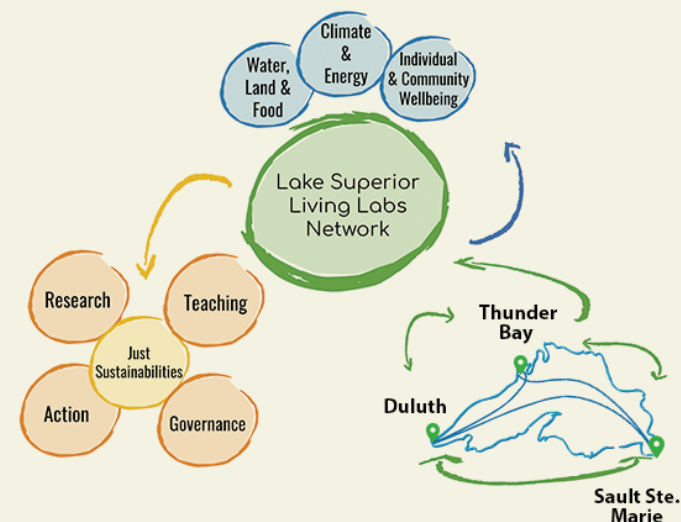 Climate
&
Energy
Water,
Land &
Food
Individual
& Community
Wellbeing
Lake Superior
Living Labs
Network
Research
Teaching
Just
Sustainabilities
Action
Governance
Thunder
Bay
Duluth
Sault Ste.
Marie